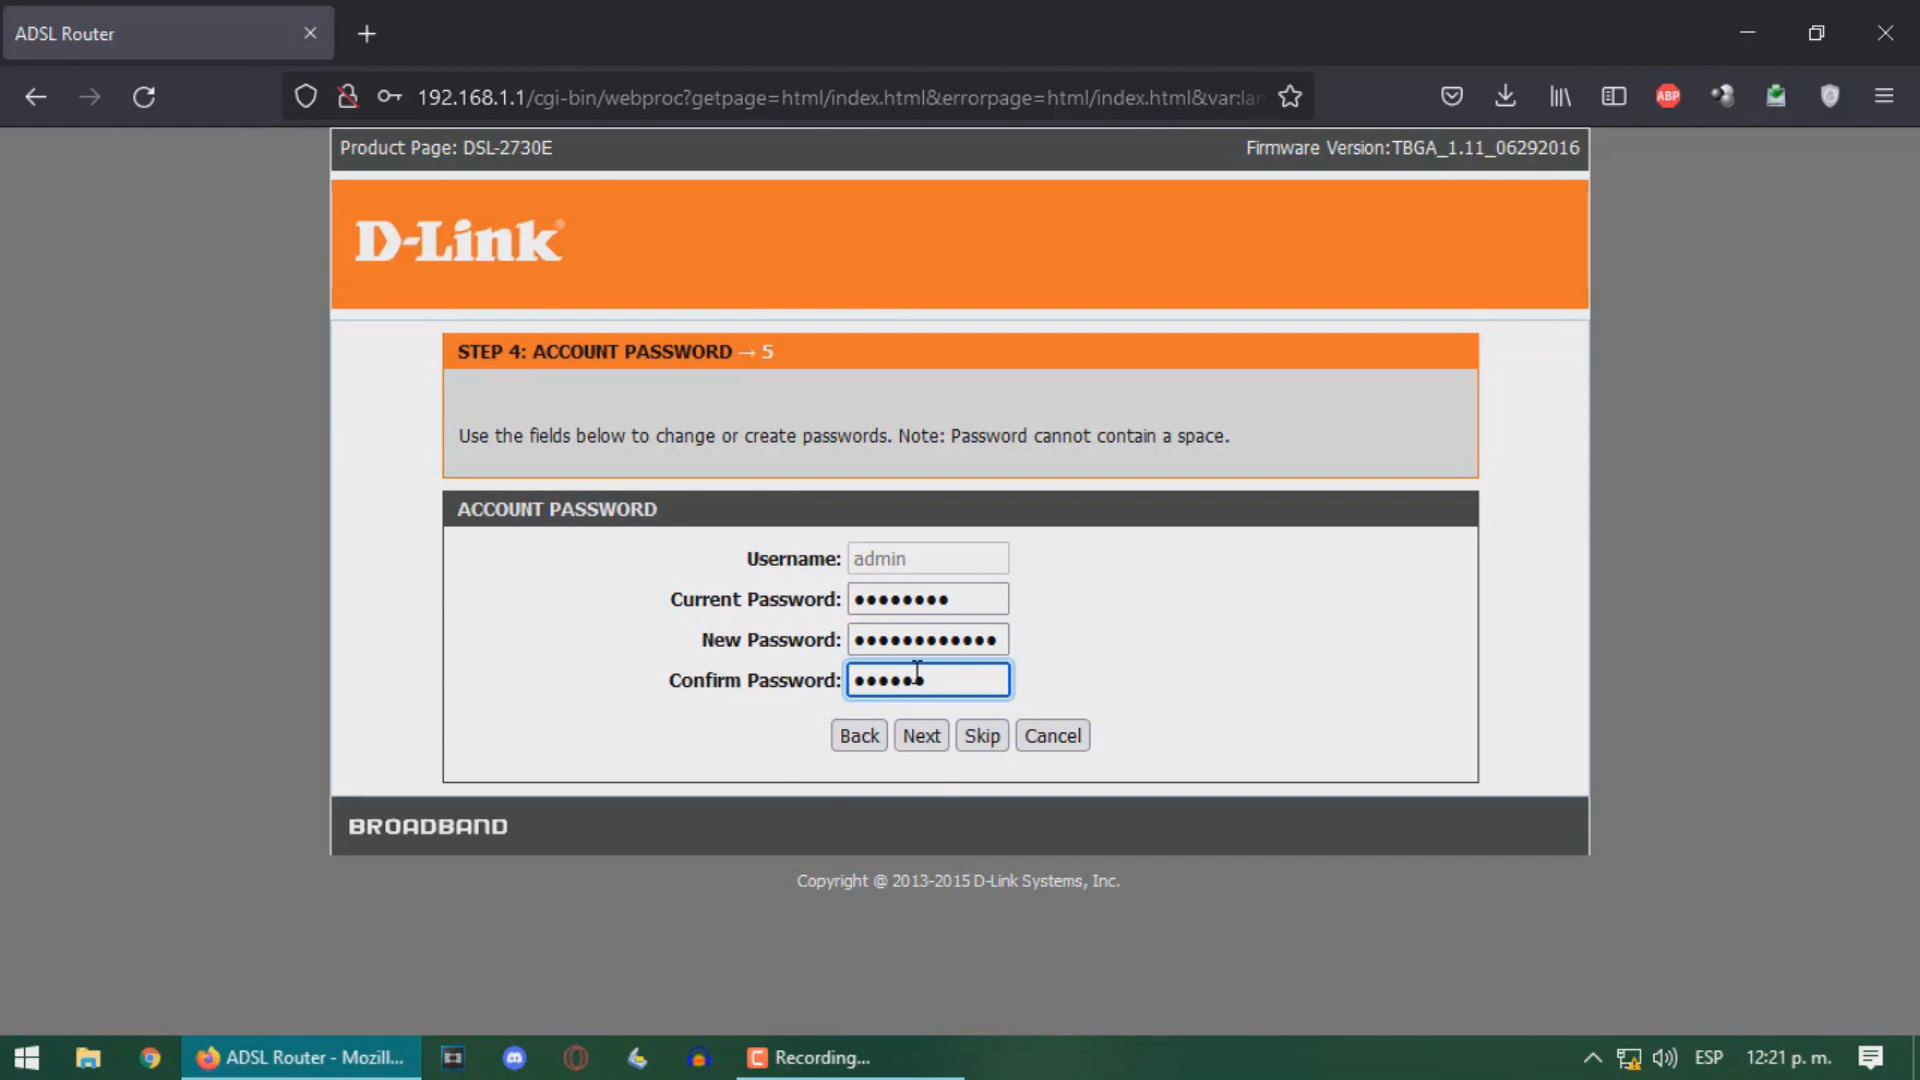 ADSL Router
192.168.1.1/cgi-bin/webproc?getpage=html/index.html&errorpage=html/index.html&var:lan
ABP
Product Page: DSL-2730E
Firmware Version:TBGA_1.11_06292016
D-Link®
STEP 4: ACCOUNT PASSWORD → 5
Use the fields below to change or create passwords. Note: Password cannot contain a space.
ACCOUNT PASSWORD
Username: admin
Current Password: ••••••••
New Password: ••••••••••••
Confirm Password: ••••••
Back Next Skip Cancel
BROADBAND
Copyright @ 2013-2015 D-Link Systems, Inc.
ADSL Router - Mozill...
Recording...
ESP
12:21 p. m.